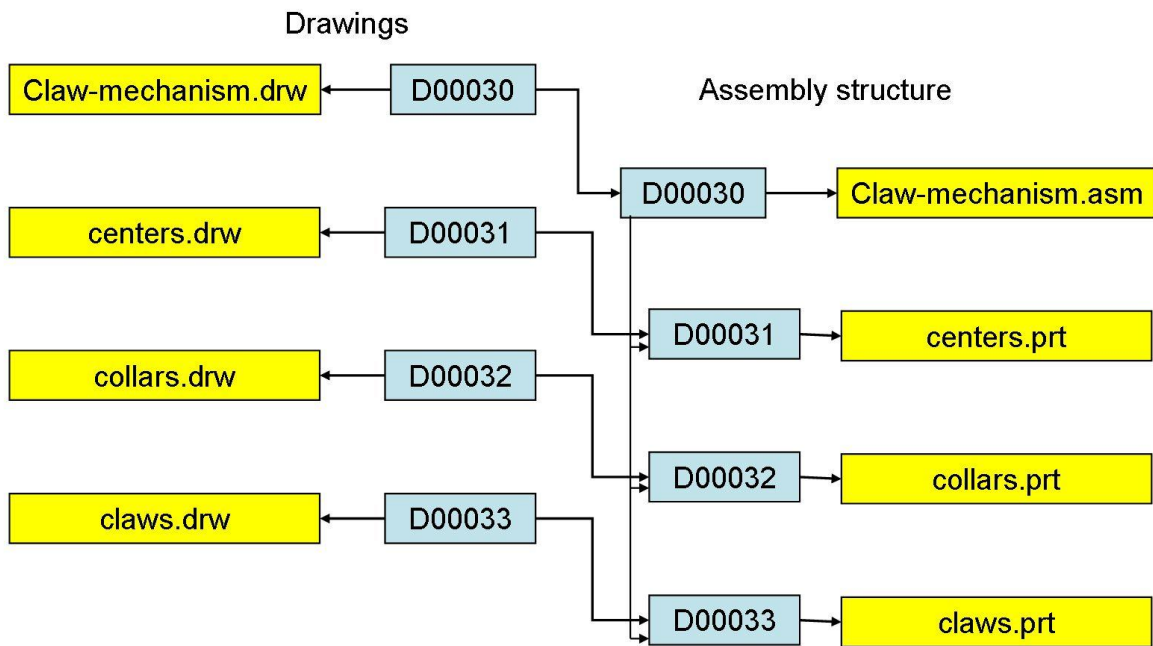 Drawings
Claw-mechanism.drw
D00030
Assembly structure
D00030
Claw-mechanism.asm
centers.drw
D00031
D00031
centers.prt
collars.drw
D00032
D00032
collars.prt
claws.drw
D00033
D00033
claws.prt